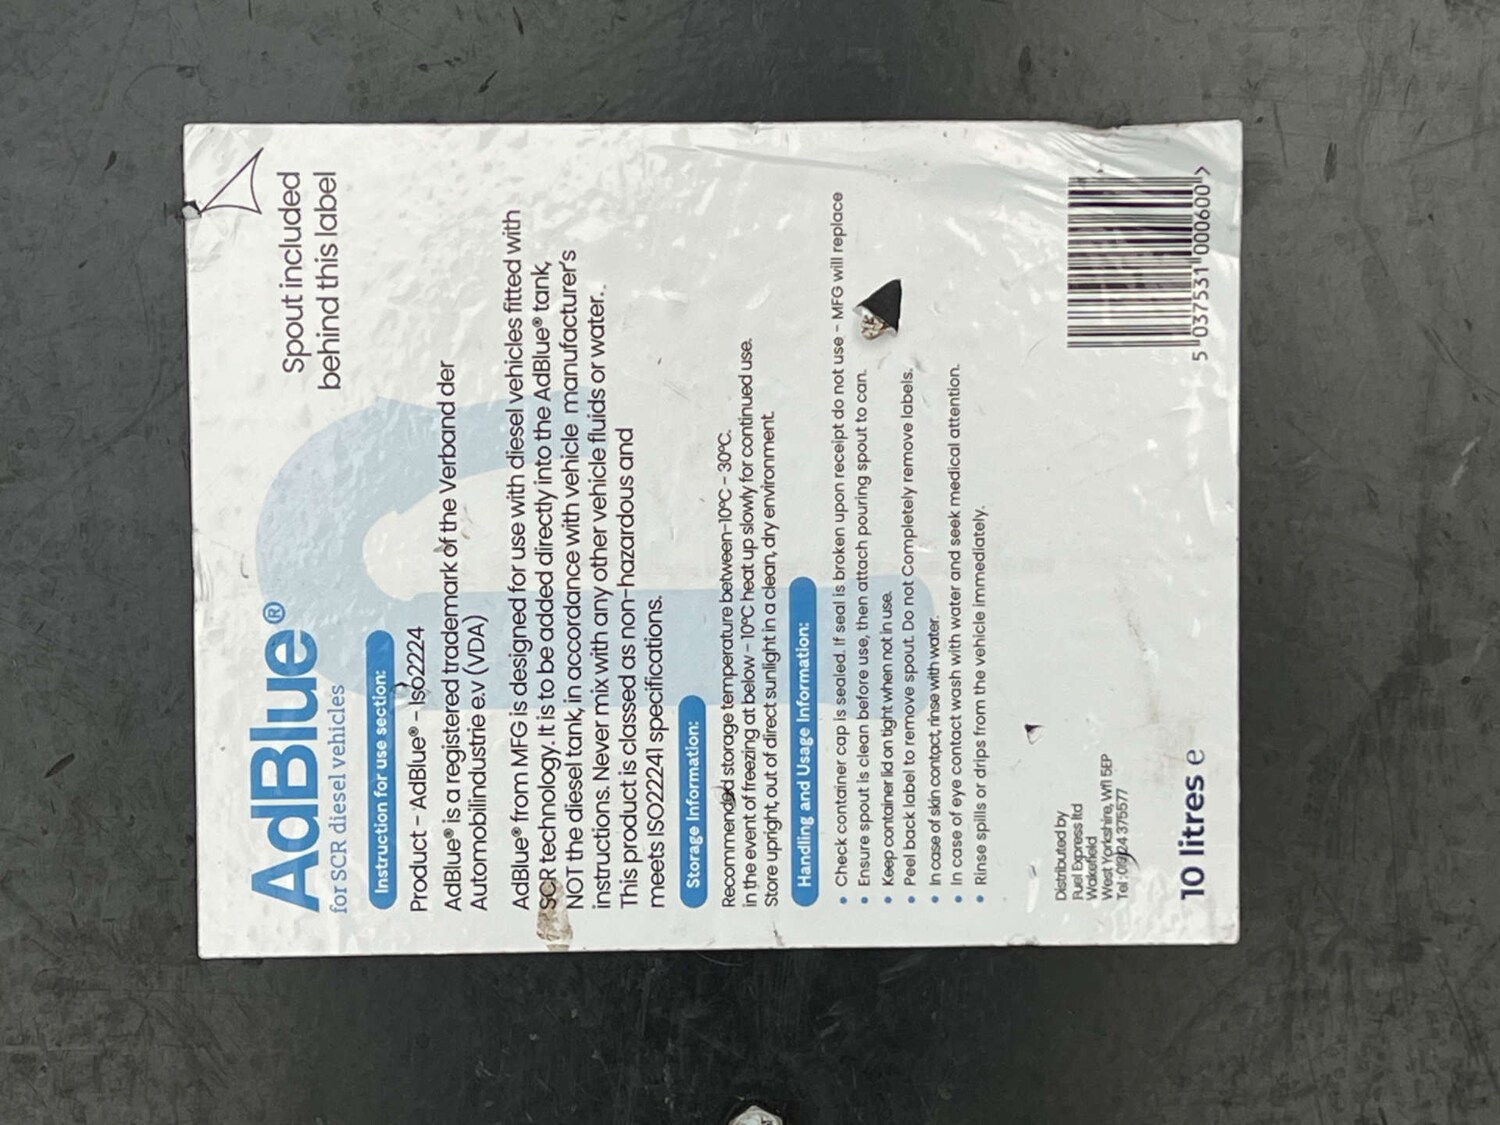 AdBlue®
for SCR diesel vehicles
Spout included
behind this label
Instruction for use section:
Product - AdBlue® - Iso2224
AdBlue® is a registered trademark of the Verband der
Automobilindustrie e.v (VDA)
AdBlue® from MFG is designed for use with diesel vehicles fitted with
SCR technology. It is to be added directly into the AdBlue® tank,
NOT the diesel tank, in accordance with vehicle manufacturer's
instructions. Never mix with any other vehicle fluids or water..
This product is classed as non-hazardous and
meets ISO22241 specifications.
Storage Information:
Recommended storage temperature between-10°C - 30°C.
in the event of freezing at below - 10°C heat up slowly for continued use.
Store upright, out of direct sunlight in a clean, dry environment.
Handling and Usage Information:
• Check container cap is sealed. If seal is broken upon receipt do not use - MFG will replace
• Ensure spout is clean before use, then attach pouring spout to can.
• Keep container lid on tight when not in use.
• Peel back label to remove spout. Do not Completely remove labels.
• In case of skin contact, rinse with water.
• In case of eye contact wash with water and seek medical attention.
• Rinse spills or drips from the vehicle immediately.
Distributed by
Fuel Express ltd
Wakefield
West Yorkshire, Wf1 5EP
Tel : 01924 375577
10 litres e
5 037531 000600 >